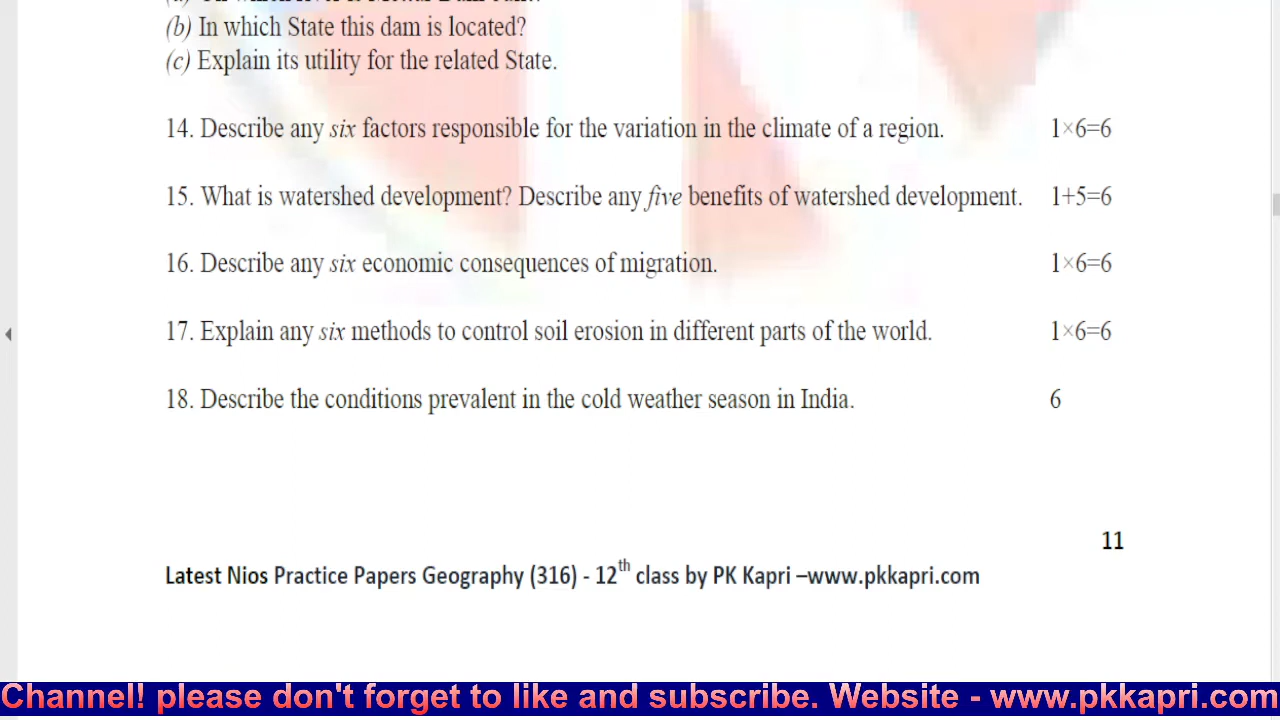 (b) In which State this dam is located?
(c) Explain its utility for the related State.
14. Describe any six factors responsible for the variation in the climate of a region. 1×6=6
15. What is watershed development? Describe any five benefits of watershed development. 1+5=6
16. Describe any six economic consequences of migration. 1×6=6
17. Explain any six methods to control soil erosion in different parts of the world. 1×6=6
18. Describe the conditions prevalent in the cold weather season in India. 6
11
Latest Nios Practice Papers Geography (316) - 12th class by PK Kapri –www.pkkapri.com
Channel! please don't forget to like and subscribe. Website - www.pkkapri.com